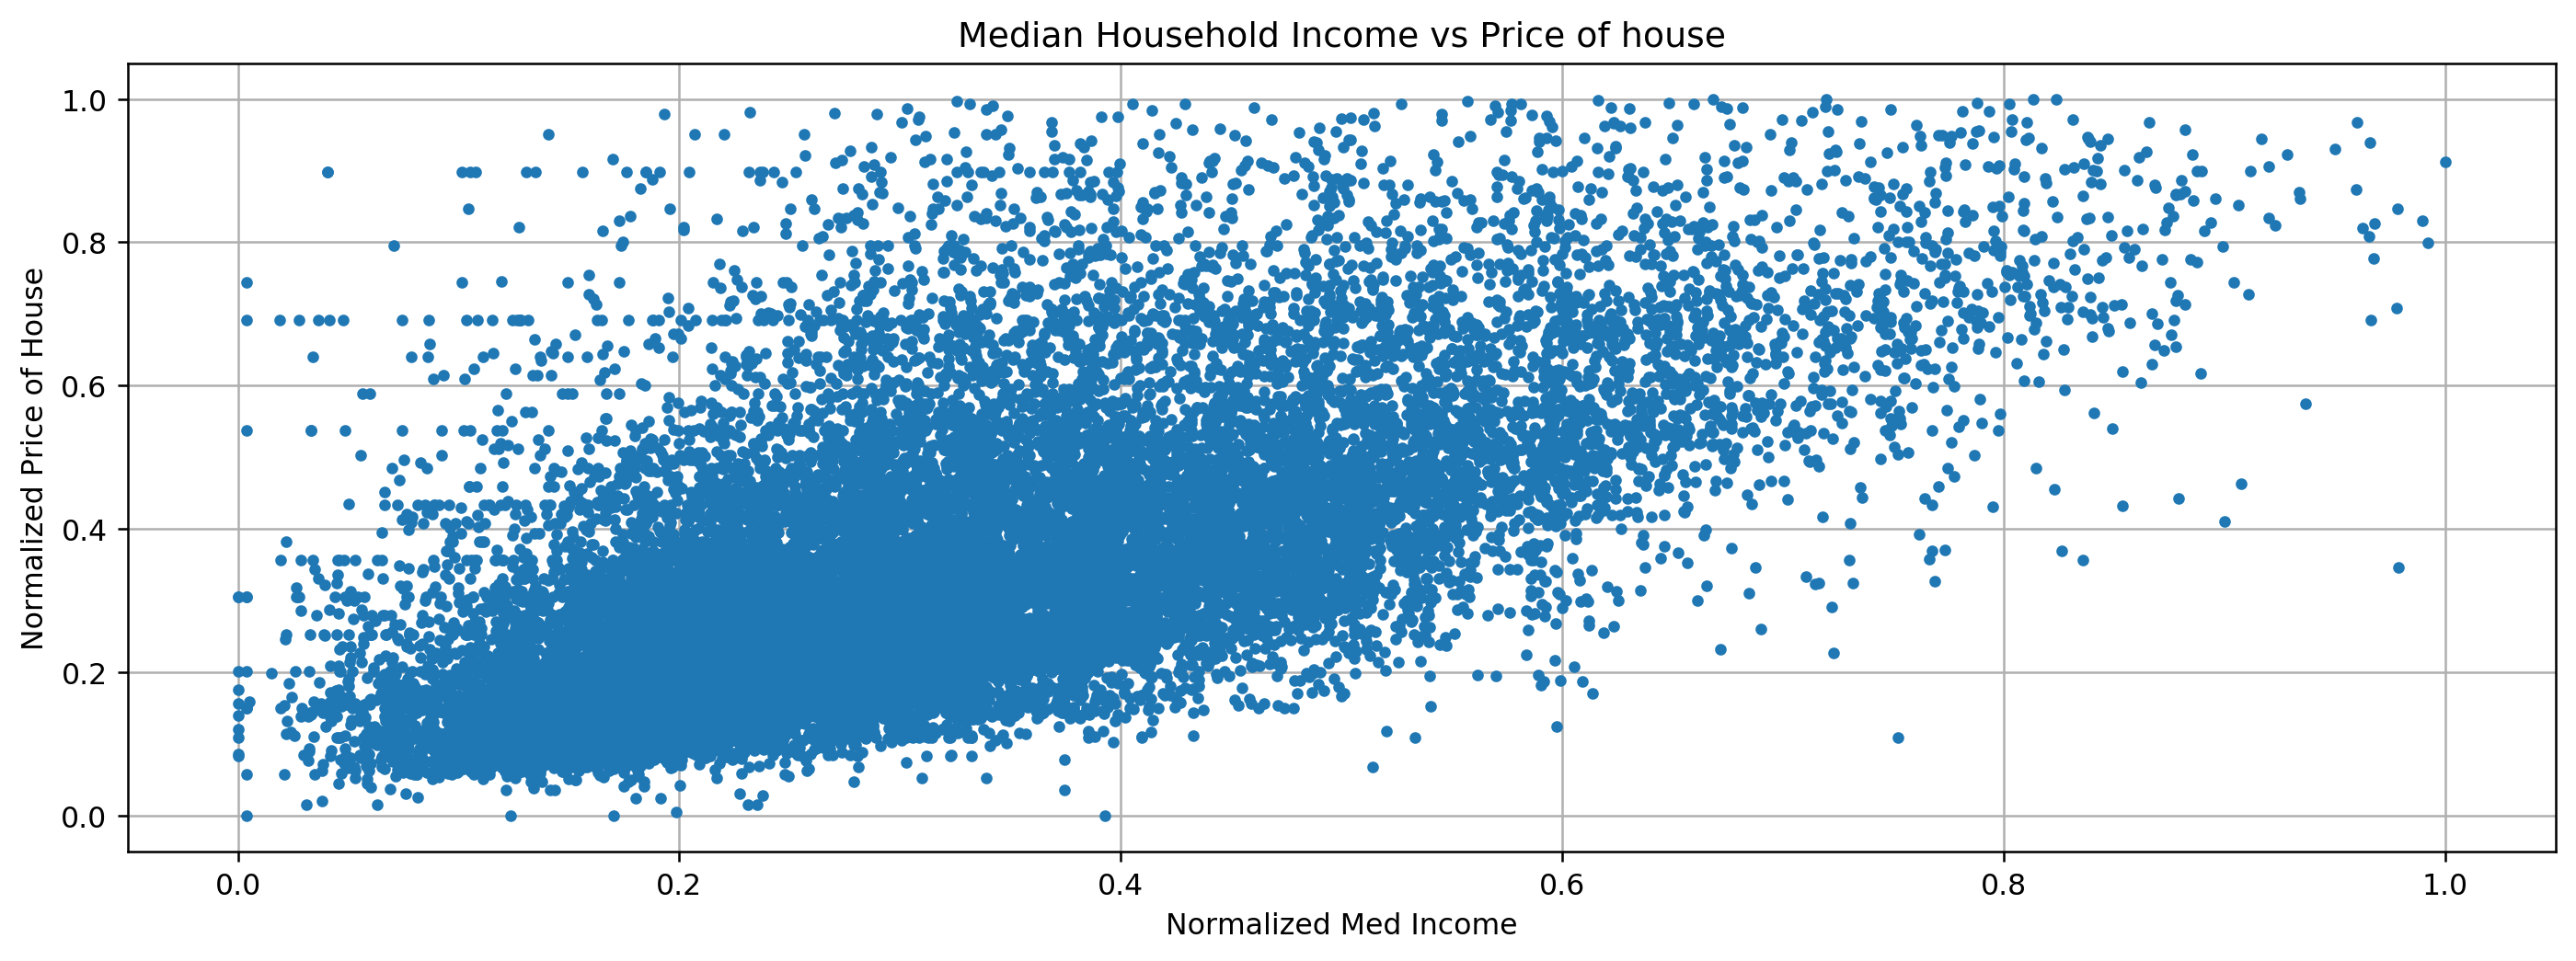 Median Household Income vs Price of house
1.0
0.8
0.6
0.4
0.2
0.0
Normalized Price of House
0.0 0.2 0.4 0.6 0.8 1.0
Normalized Med Income